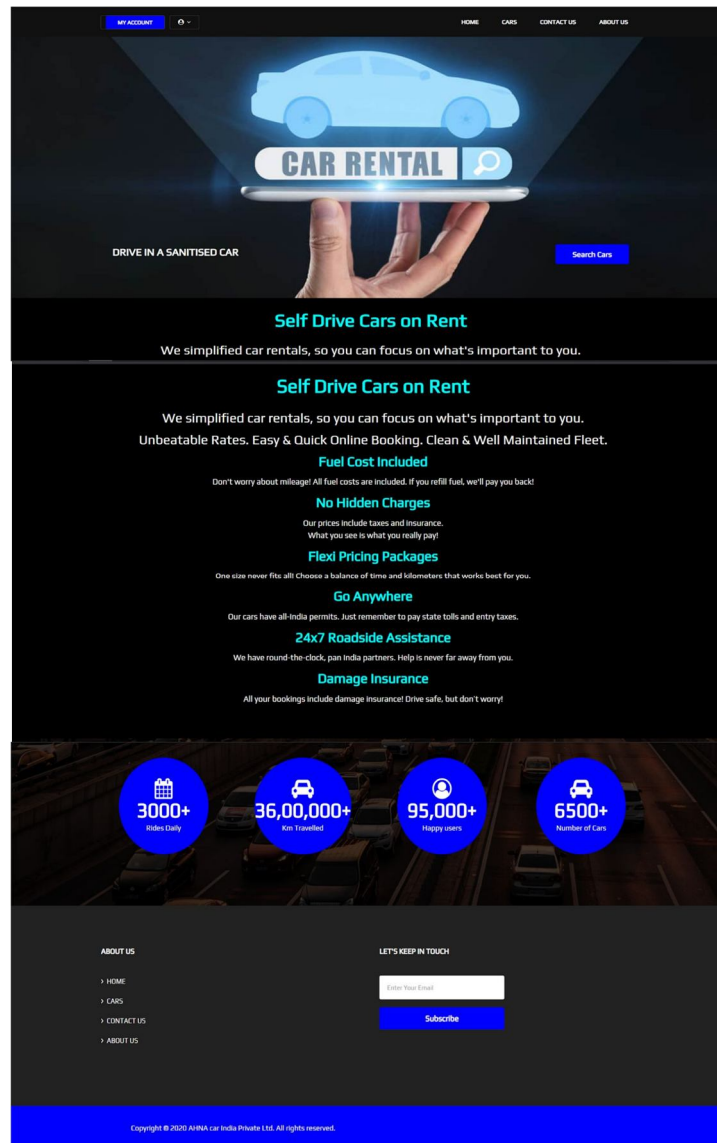 MY ACCOUNT
HOME CARS CONTACT US ABOUT US
CAR RENTAL
DRIVE IN A SANITISED CAR
Search Cars
Self Drive Cars on Rent
We simplified car rentals, so you can focus on what's important to you.
Self Drive Cars on Rent
We simplified car rentals, so you can focus on what's important to you.
Unbeatable Rates. Easy & Quick Online Booking. Clean & Well Maintained Fleet.
Fuel Cost Included
Don't worry about mileage! All fuel costs are included. If you refill fuel, we'll pay you back!
No Hidden Charges
Our prices include taxes and insurance.
What you see is what you really pay!
Flexi Pricing Packages
One size never fits all! Choose a balance of time and kilometers that works best for you.
Go Anywhere
Our cars have all-India permits. Just remember to pay state tolls and entry taxes.
24x7 Roadside Assistance
We have round-the-clock, pan India partners. Help is never far away from you.
Damage Insurance
All your bookings include damage insurance! Drive safe, but don't worry!
3000+
Rides Daily
36,00,000+
Km Travelled
95,000+
Happy users
6500+
Number of Cars
ABOUT US
› HOME
› CARS
› CONTACT US
› ABOUT US
LET'S KEEP IN TOUCH
Enter Your Email
Subscribe
Copyright © 2020 AHNA car India Private Ltd. All rights reserved.